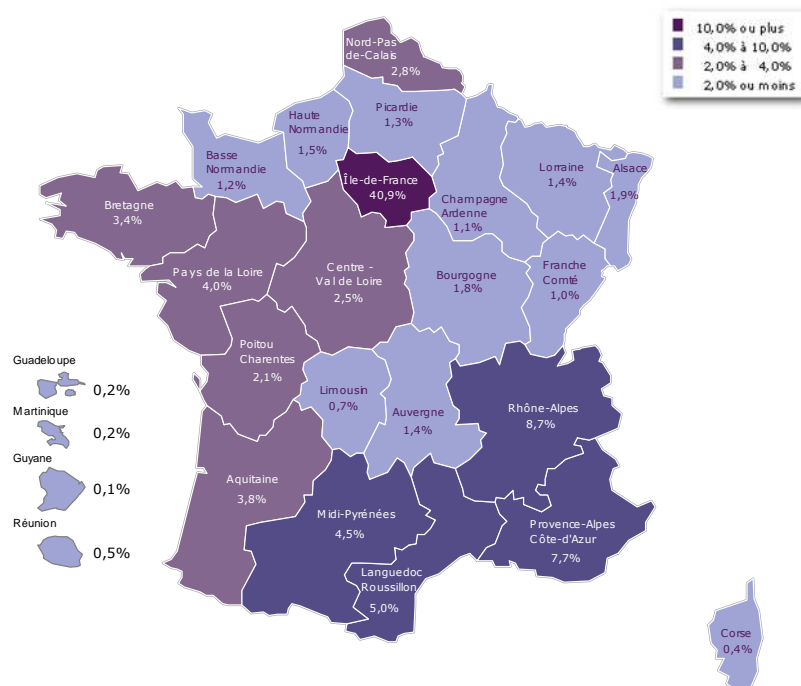 10,0% ou plus
4,0% à 10,0%
2,0% à 4,0%
2,0% ou moins
Nord-Pas
de-Calais
2,8%
Picardie
1,3%
Haute
Normandie
1,5%
Basse
Normandie
1,2%
Île-de-France
40,9%
Champagne
Ardenne
1,1%
Lorraine
1,4%
Alsace
1,9%
Bretagne
3,4%
Pays de la Loire
4,0%
Centre -
Val de Loire
2,5%
Bourgogne
1,8%
Franche
Comté
1,0%
Poitou
Charentes
2,1%
Limousin
0,7%
Auvergne
1,4%
Rhône-Alpes
8,7%
Aquitaine
3,8%
Midi-Pyrénées
4,5%
Languedoc
Roussillon
5,0%
Provence-Alpes
Côte-d'Azur
7,7%
Corse
0,4%
Guadeloupe
0,2%
Martinique
0,2%
Guyane
0,1%
Réunion
0,5%